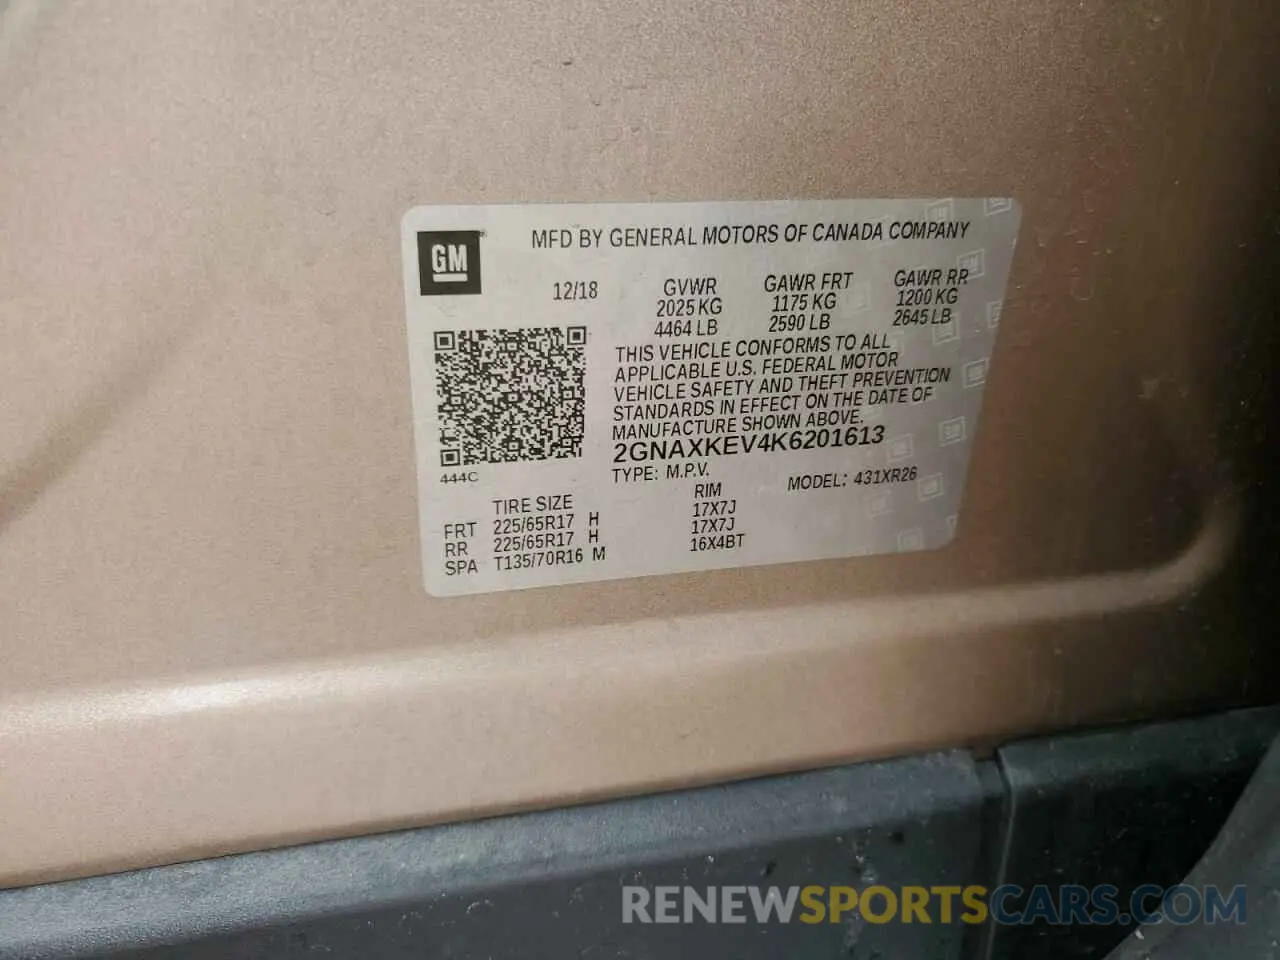 GM
MFD BY GENERAL MOTORS OF CANADA COMPANY
12/18
GVWR
2025 KG
4464 LB
GAWR FRT
1175 KG
2590 LB
GAWR RR
1200 KG
2645 LB
THIS VEHICLE CONFORMS TO ALL
APPLICABLE U.S. FEDERAL MOTOR
VEHICLE SAFETY AND THEFT PREVENTION
STANDARDS IN EFFECT ON THE DATE OF
MANUFACTURE SHOWN ABOVE.
2GNAXKEV4K6201613
444C
TYPE: M.P.V.
MODEL: 431XR26
TIRE SIZE RIM
FRT 225/65R17 H 17X7J
RR 225/65R17 H 17X7J
SPA T135/70R16 M 16X4BT
RENEWSPORTSCARS.COM